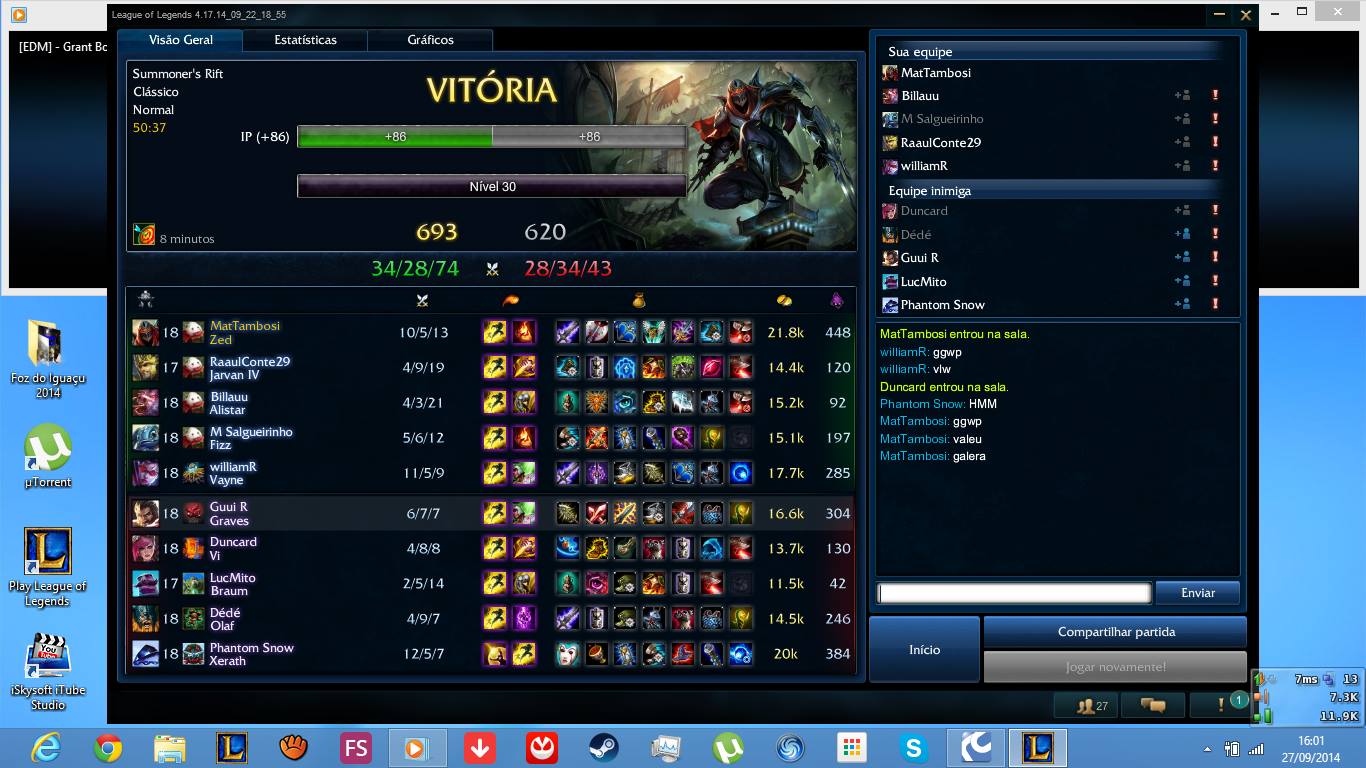 League of Legends 4.17.14_09_22_18_55
[EDM] - Grant Bo
Visão Geral
Estatísticas
Gráficos
Summoner's Rift
Clássico
Normal
50:37
VITÓRIA
IP (+86)
+86
+86
Nível 30
8 minutos
693
620
34/28/74
28/34/43
18 MatTambosi Zed 10/5/13 21.8k 448
17 RaaulConte29 Jarvan IV 4/9/19 14.4k 120
18 Billauu Alistar 4/3/21 15.2k 92
18 M Salgueirinho Fizz 5/6/12 15.1k 197
18 williamR Vayne 11/5/9 17.7k 285
18 Guui R Graves 6/7/7 16.6k 304
18 Duncard Vi 4/8/8 13.7k 130
17 LucMito Braum 2/5/14 11.5k 42
18 Dédé Olaf 4/9/7 14.5k 246
18 Phantom Snow Xerath 12/5/7 20k 384
Sua equipe
MatTambosi
Billauu
M Salgueirinho
RaaulConte29
williamR
Equipe inimiga
Duncard
Dédé
Guui R
LucMito
Phantom Snow
MatTambosi entrou na sala.
williamR: ggwp
williamR: vlw
Duncard entrou na sala.
Phantom Snow: HMM
MatTambosi: ggwp
MatTambosi: valeu
MatTambosi: galera
Enviar
Início
Compartilhar partida
Jogar novamente!
27
1
7ms 13
7.3K
11.9K
Foz do Iguaçu
2014
µTorrent
Play League of
Legends
You
Tube
iSkysoft iTube
Studio
FS
16:01
27/09/2014